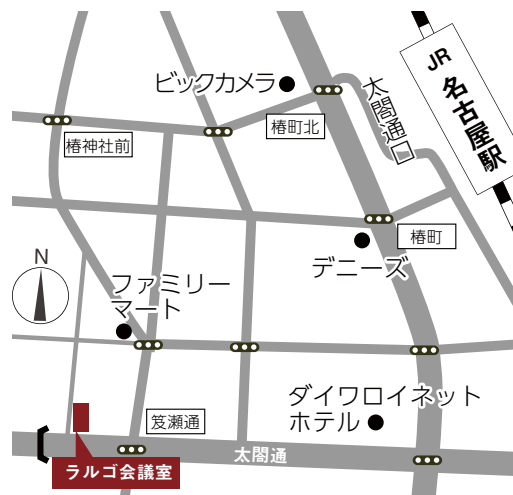 JR
名古屋駅
太閤通
ビックカメラ
椿町北
椿神社前
椿町
デニーズ
N
ファミリー
マート
ダイワロイネット
ホテル
笈瀬通
太閤通
ラルゴ会議室